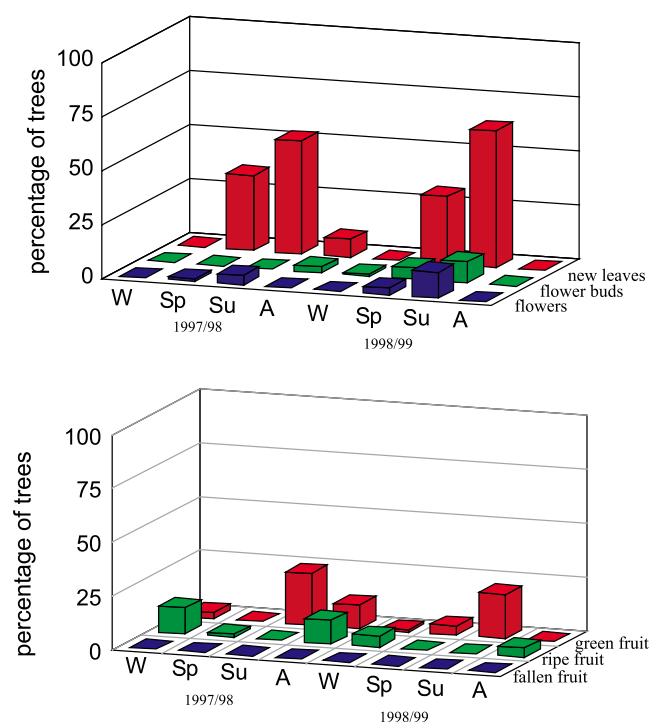 percentage of trees
100
75
50
25
0
W Sp Su A W Sp Su A
1997/98 1998/99
new leaves
flower buds
flowers
percentage of trees
100
75
50
25
0
W Sp Su A W Sp Su A
1997/98 1998/99
green fruit
ripe fruit
fallen fruit